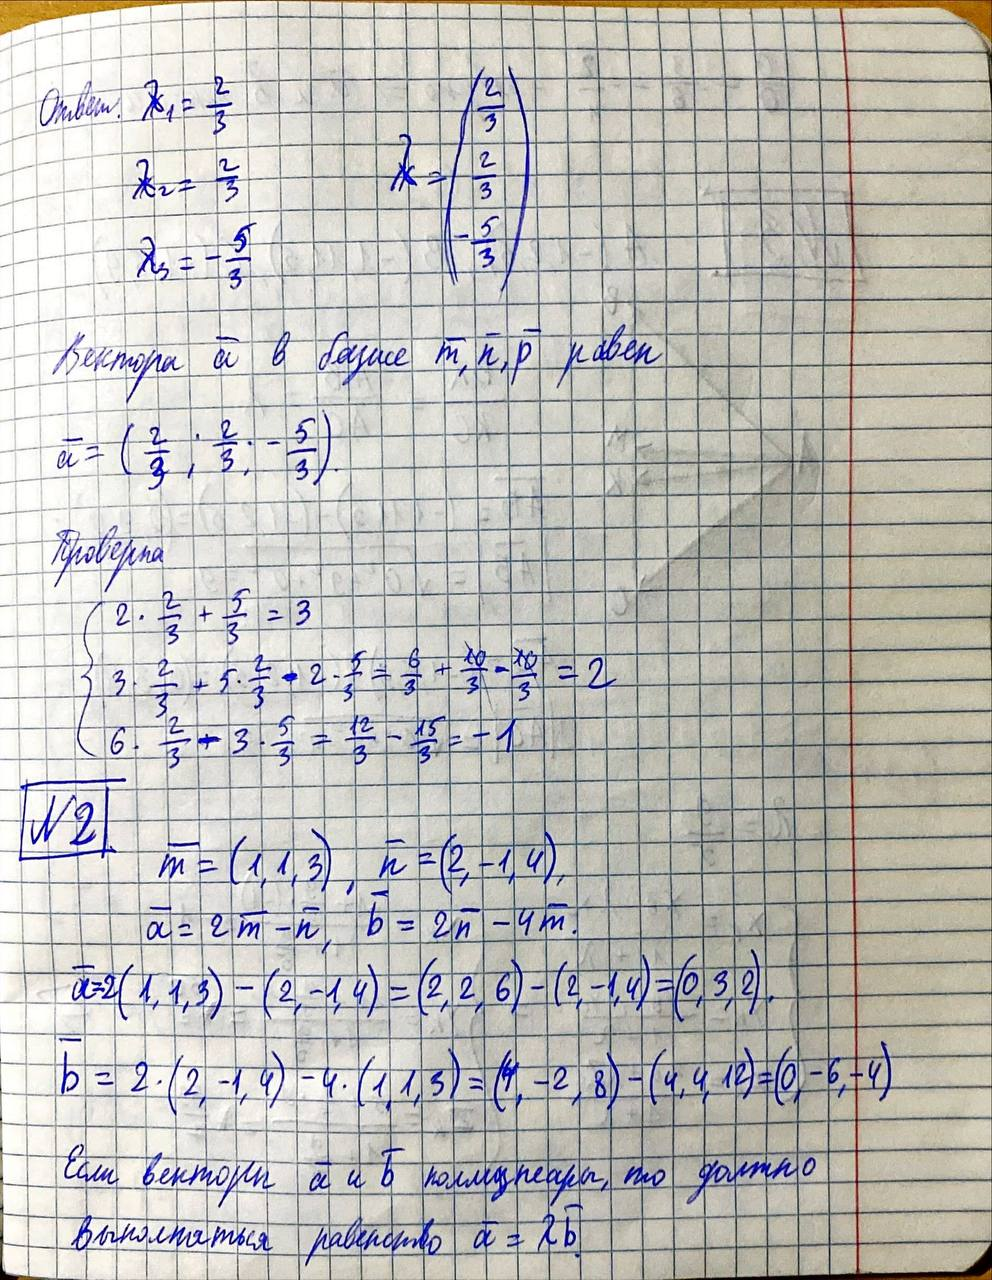 Ответ. λ₁ = 2/3
λ₂ = 2/3
λ₃ = -5/3
λ = (2/3 2/3 -5/3)
Вектора a̅ в базисе m̅, n̅, p̅ равен
a̅ = (2/3; 2/3; -5/3).
Проверка
2 · 2/3 + 5/3 = 3
3 · 2/3 + 5 · 2/3 - 2 · 5/3 = 6/3 + 10/3 - 10/3 = 2
6 · 2/3 - 3 · 5/3 = 12/3 - 15/3 = -1
N2
m̅ = (1, 1, 3), n̅ = (2, -1, 4),
a̅ = 2m̅ - n̅, b̅ = 2n̅ - 4m̅.
a̅ = 2(1, 1, 3) - (2, -1, 4) = (2, 2, 6) - (2, -1, 4) = (0, 3, 2).
b̅ = 2 · (2, -1, 4) - 4 · (1, 1, 3) = (4, -2, 8) - (4, 4, 12) = (0, -6, -4)
Если векторы a̅ и b̅ коллинеары, то должно
выполняться равенство a̅ = λb̅.